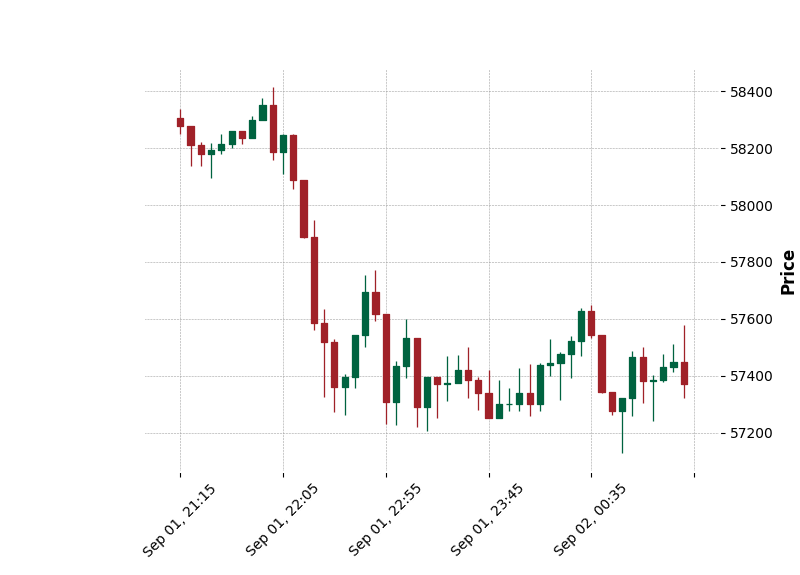 58400
58200
58000
57800
57600
57400
57200
Price
Sep 01, 21:15
Sep 01, 22:05
Sep 01, 22:55
Sep 01, 23:45
Sep 02, 00:35